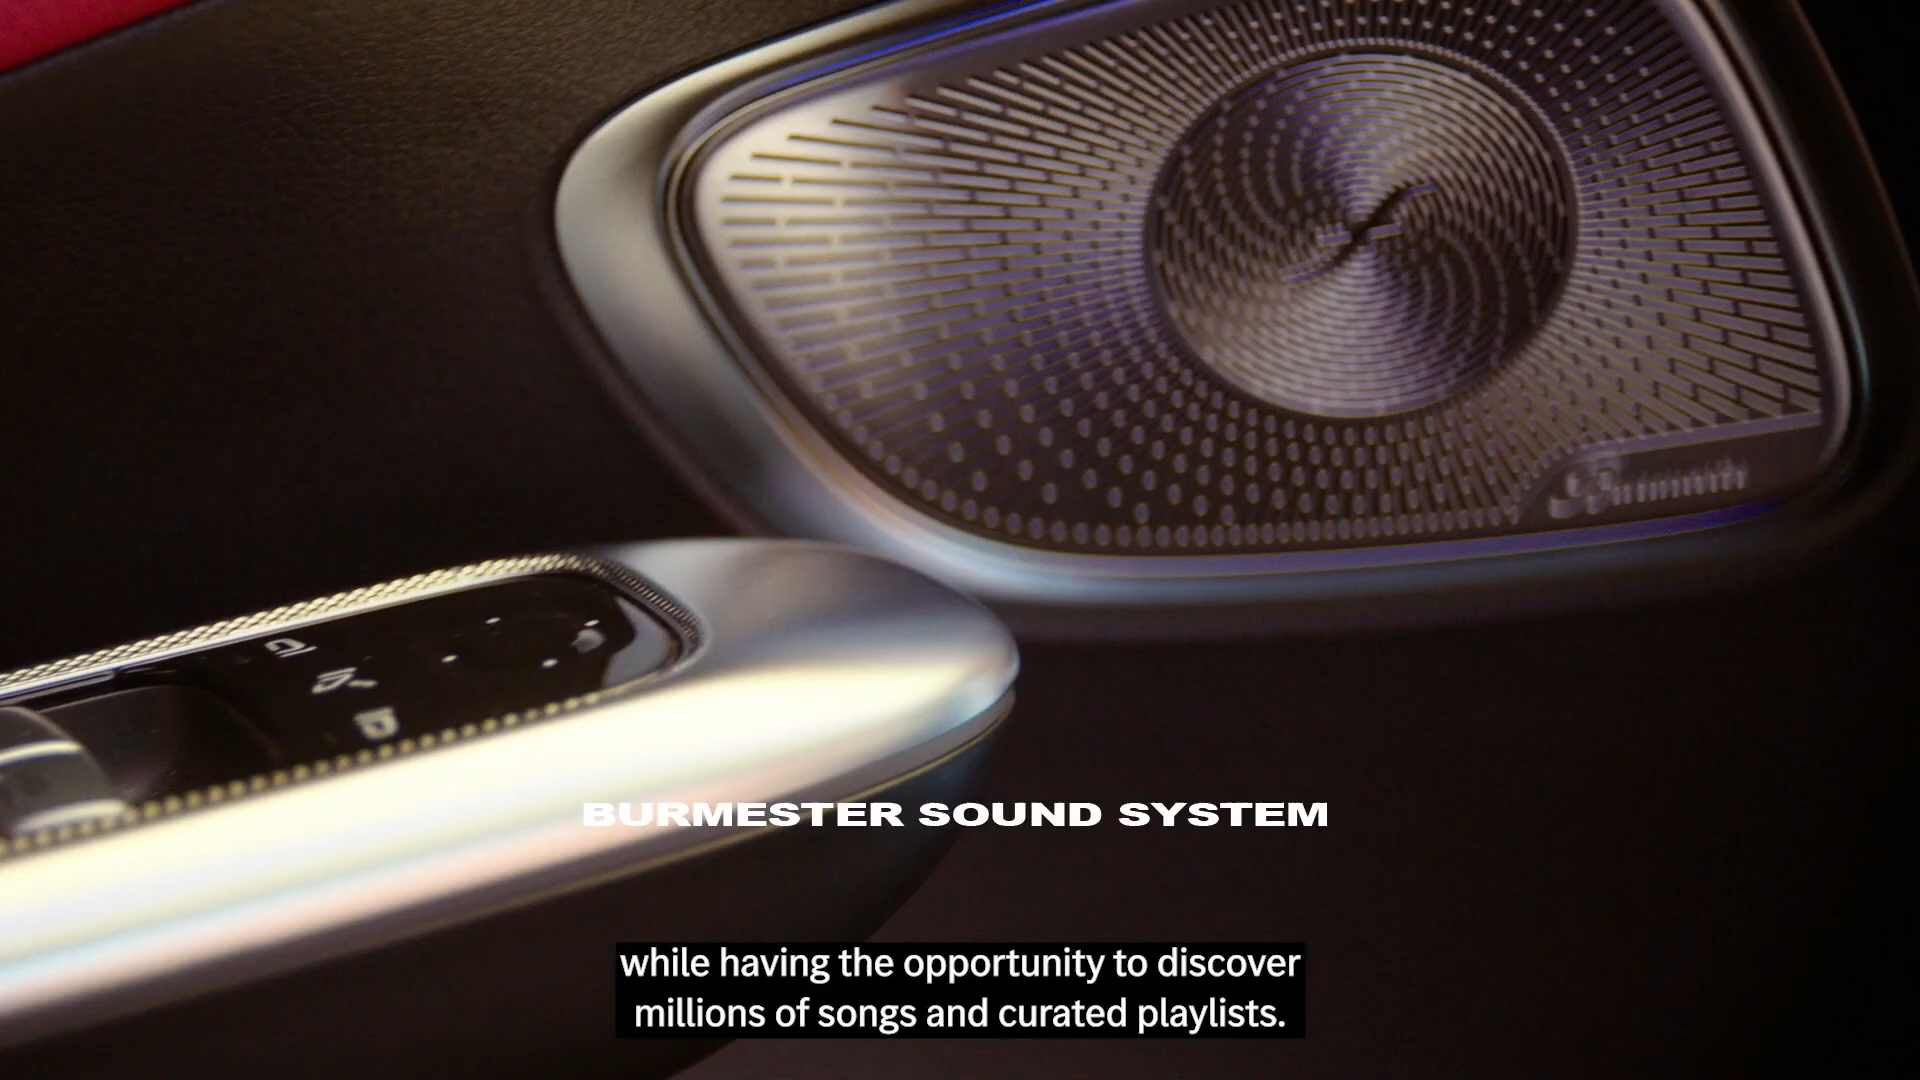 BURMESTER SOUND SYSTEM
while having the opportunity to discover
millions of songs and curated playlists.